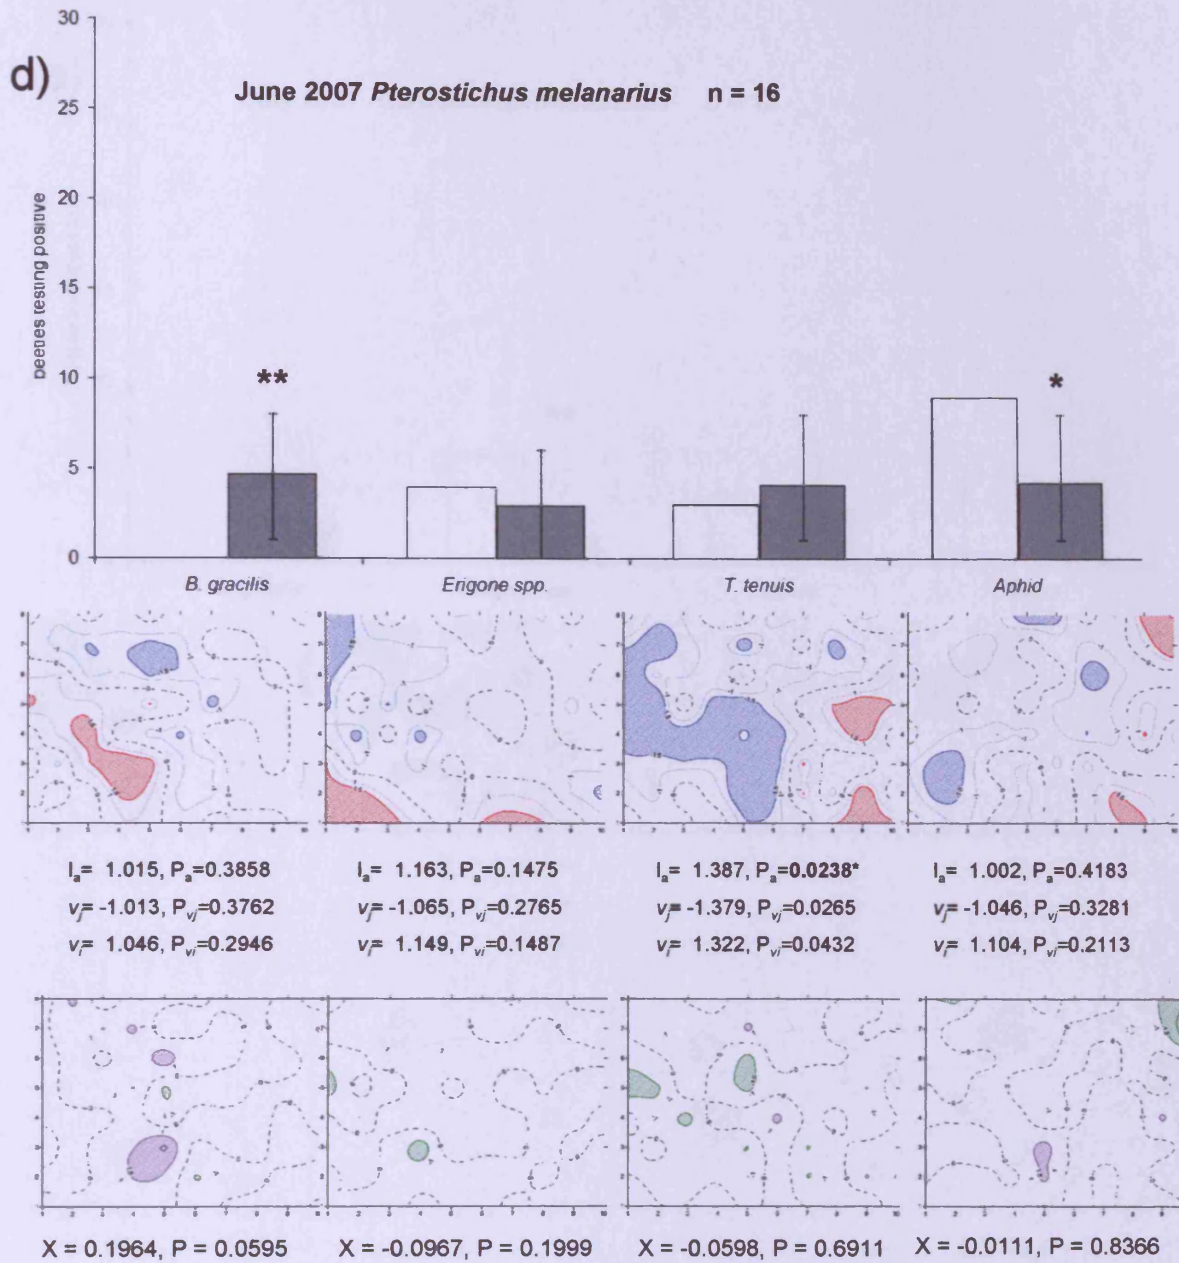 d)
June 2007 Pterostichus melanarius n = 16
beetles testing positive
30
25
20
15
10
5
0
**
*
B. gracilis Erigone spp. T. tenuis Aphid
Iₐ= 1.015, Pₐ=0.3858 Iₐ= 1.163, Pₐ=0.1475 Iₐ= 1.387, Pₐ=0.0238* Iₐ= 1.002, Pₐ=0.4183
vⱼ= -1.013, Pᵥⱼ=0.3762 vⱼ= -1.065, Pᵥⱼ=0.2765 vⱼ= -1.379, Pᵥⱼ=0.0265 vⱼ= -1.046, Pᵥⱼ=0.3281
vᵢ= 1.046, Pᵥᵢ=0.2946 vᵢ= 1.149, Pᵥᵢ=0.1487 vᵢ= 1.322, Pᵥᵢ=0.0432 vᵢ= 1.104, Pᵥᵢ=0.2113
X = 0.1964, P = 0.0595 X = -0.0967, P = 0.1999 X = -0.0598, P = 0.6911 X = -0.0111, P = 0.8366